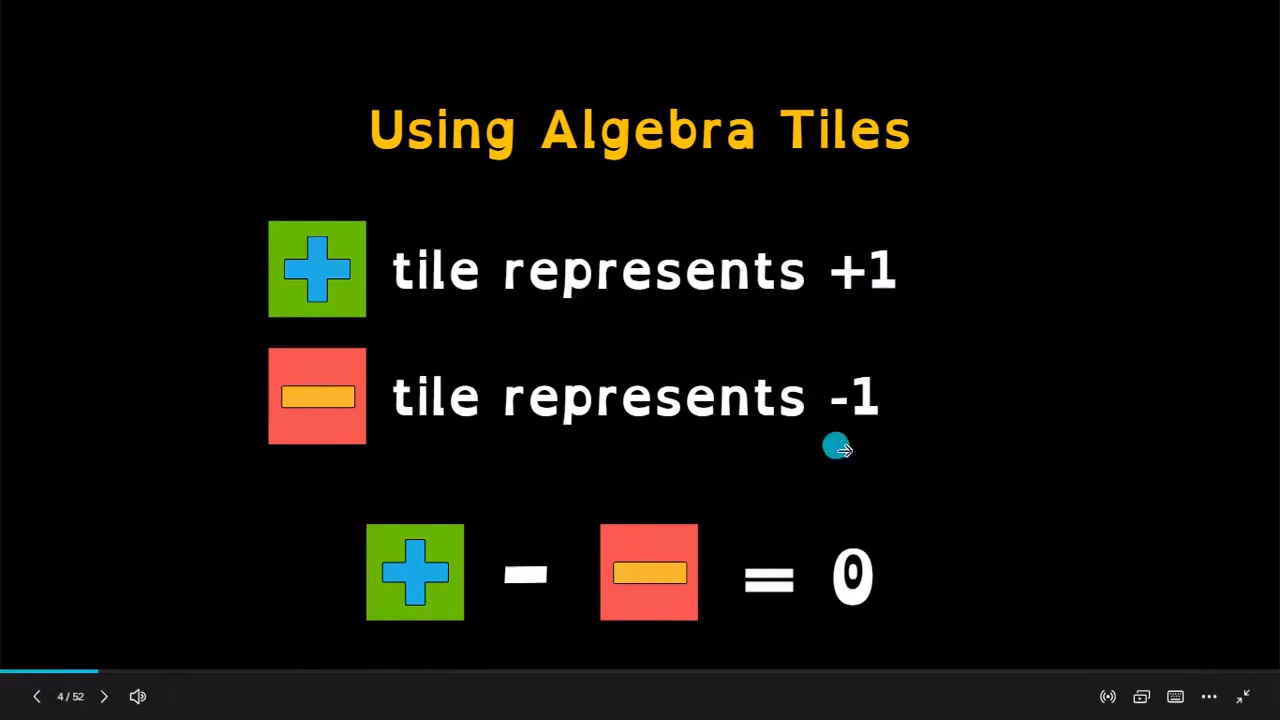 Using Algebra Tiles
+ tile represents +1
- tile represents -1
+ - - = 0
4 / 52